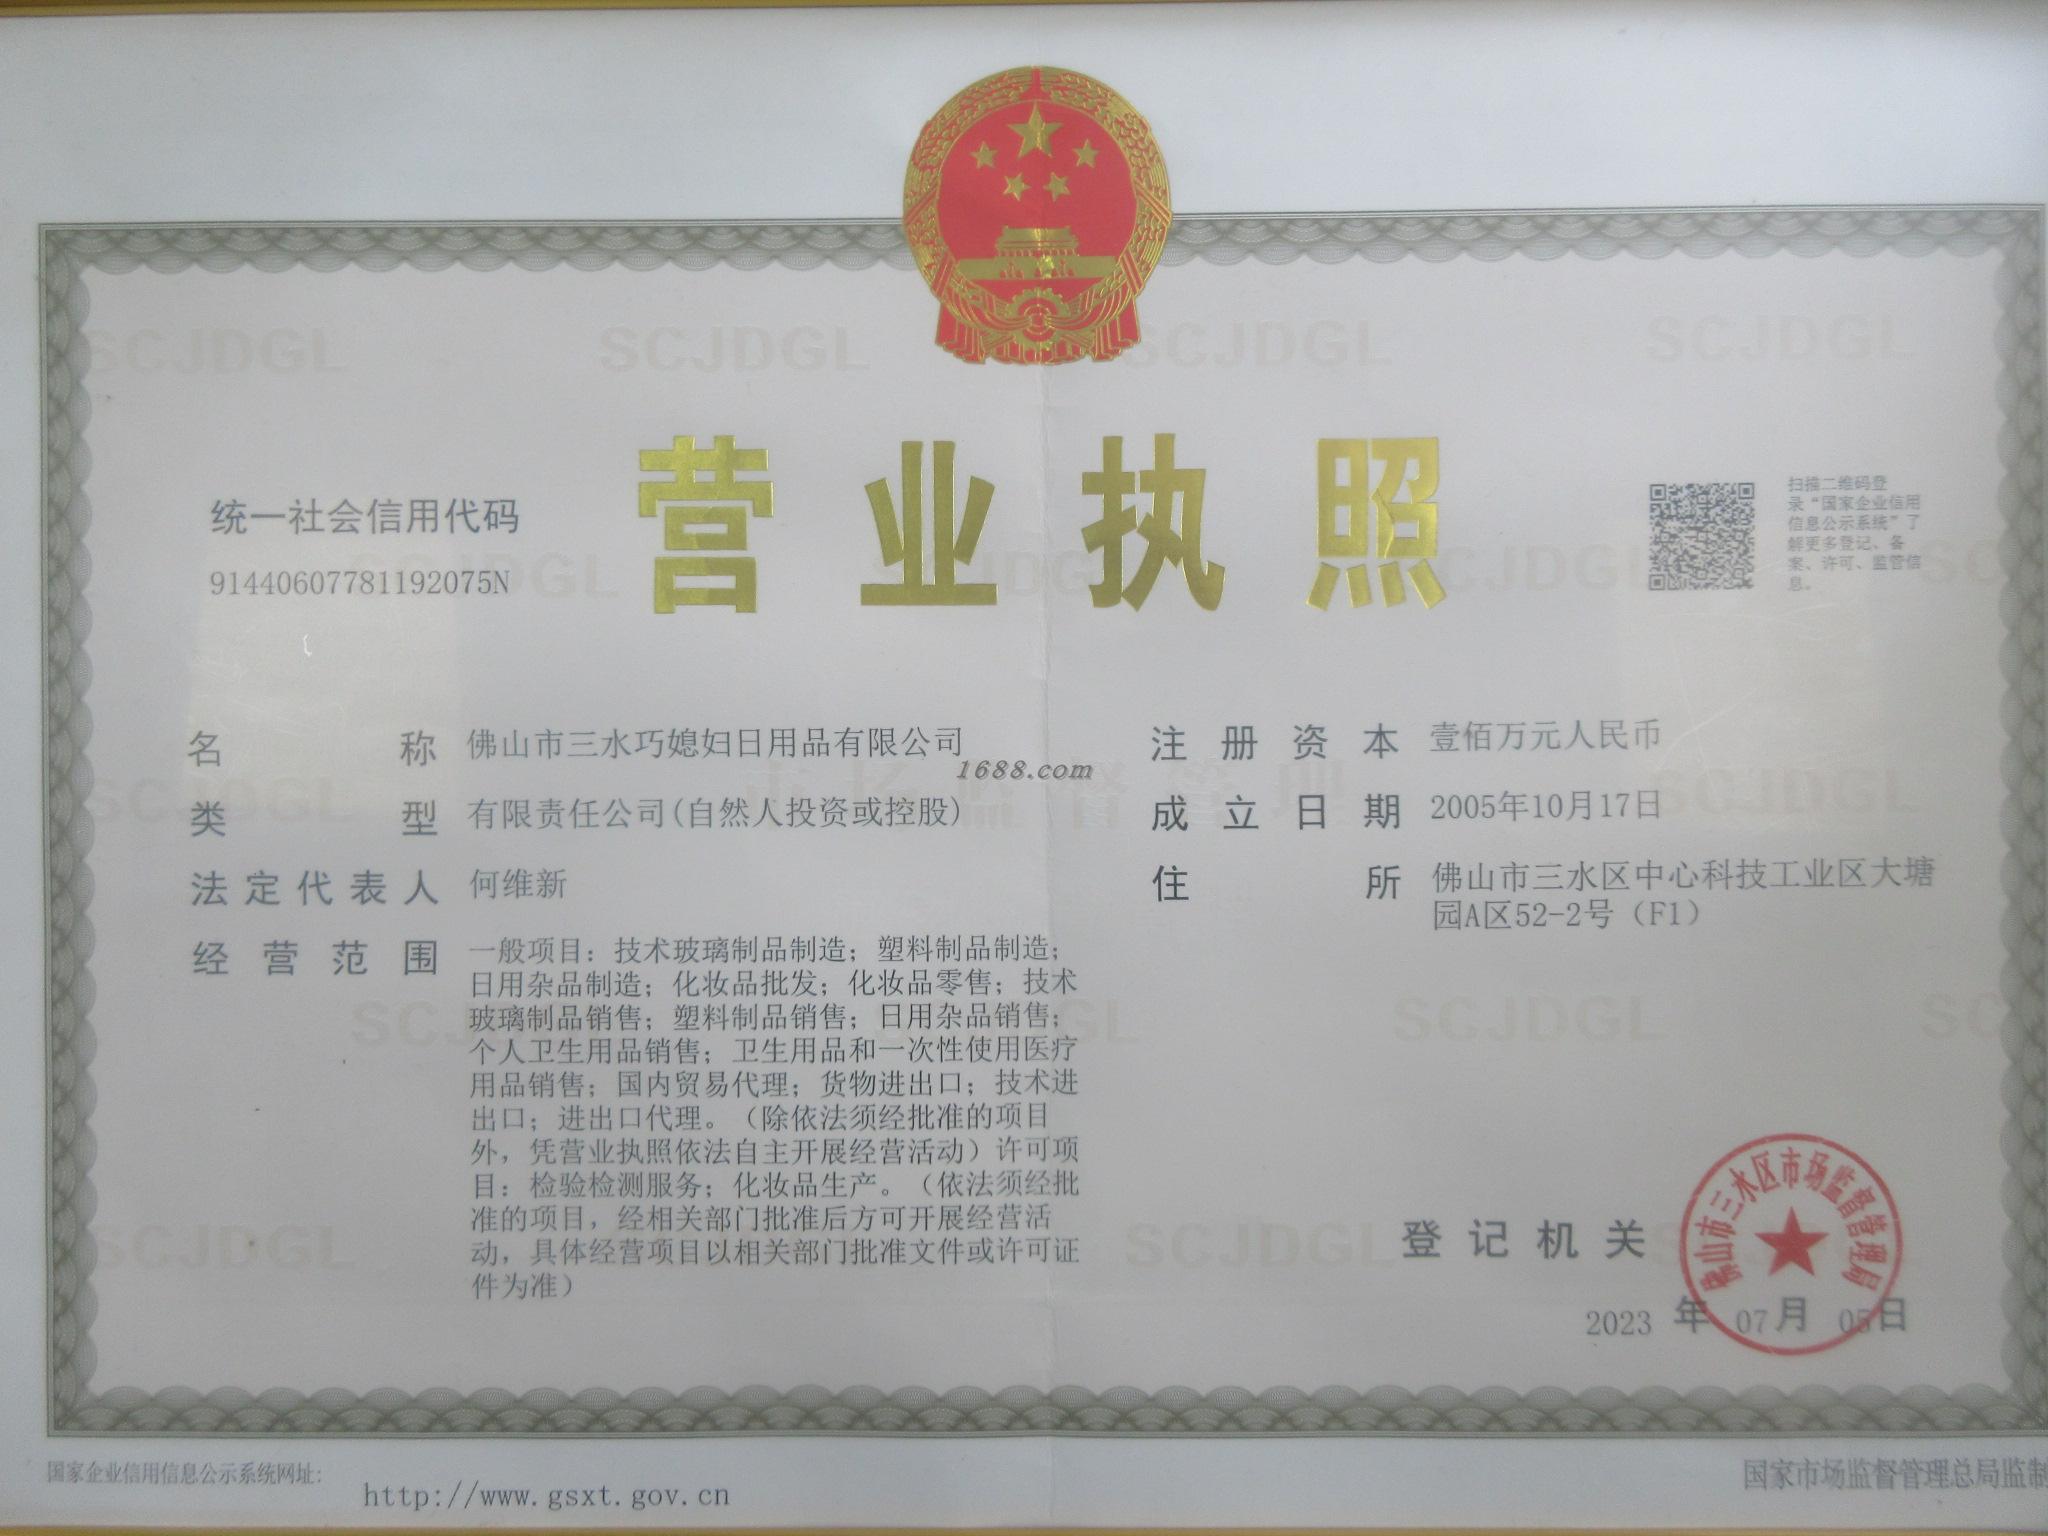 营业执照
统一社会信用代码
91440607781192075N
扫描二维码登
录“国家企业信用
信息公示系统”了
解更多登记、备
案、许可、监管信
息。
名称 佛山市三水巧媳妇日用品有限公司
1688.com
类型 有限责任公司(自然人投资或控股)
法定代表人 何维新
经营范围 一般项目：技术玻璃制品制造；塑料制品制造；
日用杂品制造；化妆品批发；化妆品零售；技术
玻璃制品销售；塑料制品销售；日用杂品销售；
个人卫生用品销售；卫生用品和一次性使用医疗
用品销售；国内贸易代理；货物进出口；技术进
出口；进出口代理。（除依法须经批准的项目
外，凭营业执照依法自主开展经营活动）许可项
目：检验检测服务；化妆品生产。（依法须经批
准的项目，经相关部门批准后方可开展经营活
动，具体经营项目以相关部门批准文件或许可证
件为准）
注册资本 壹佰万元人民币
成立日期 2005年10月17日
住所 佛山市三水区中心科技工业区大塘
园A区52-2号（F1）
登记机关
佛山市三水区市场监督管理局
2023 年 07 月 05 日
国家企业信用信息公示系统网址:
http://www.gsxt.gov.cn
国家市场监督管理总局监制
SCJDGL
SCJDGL
SCJDGL
SCJDGL
市场监督管理